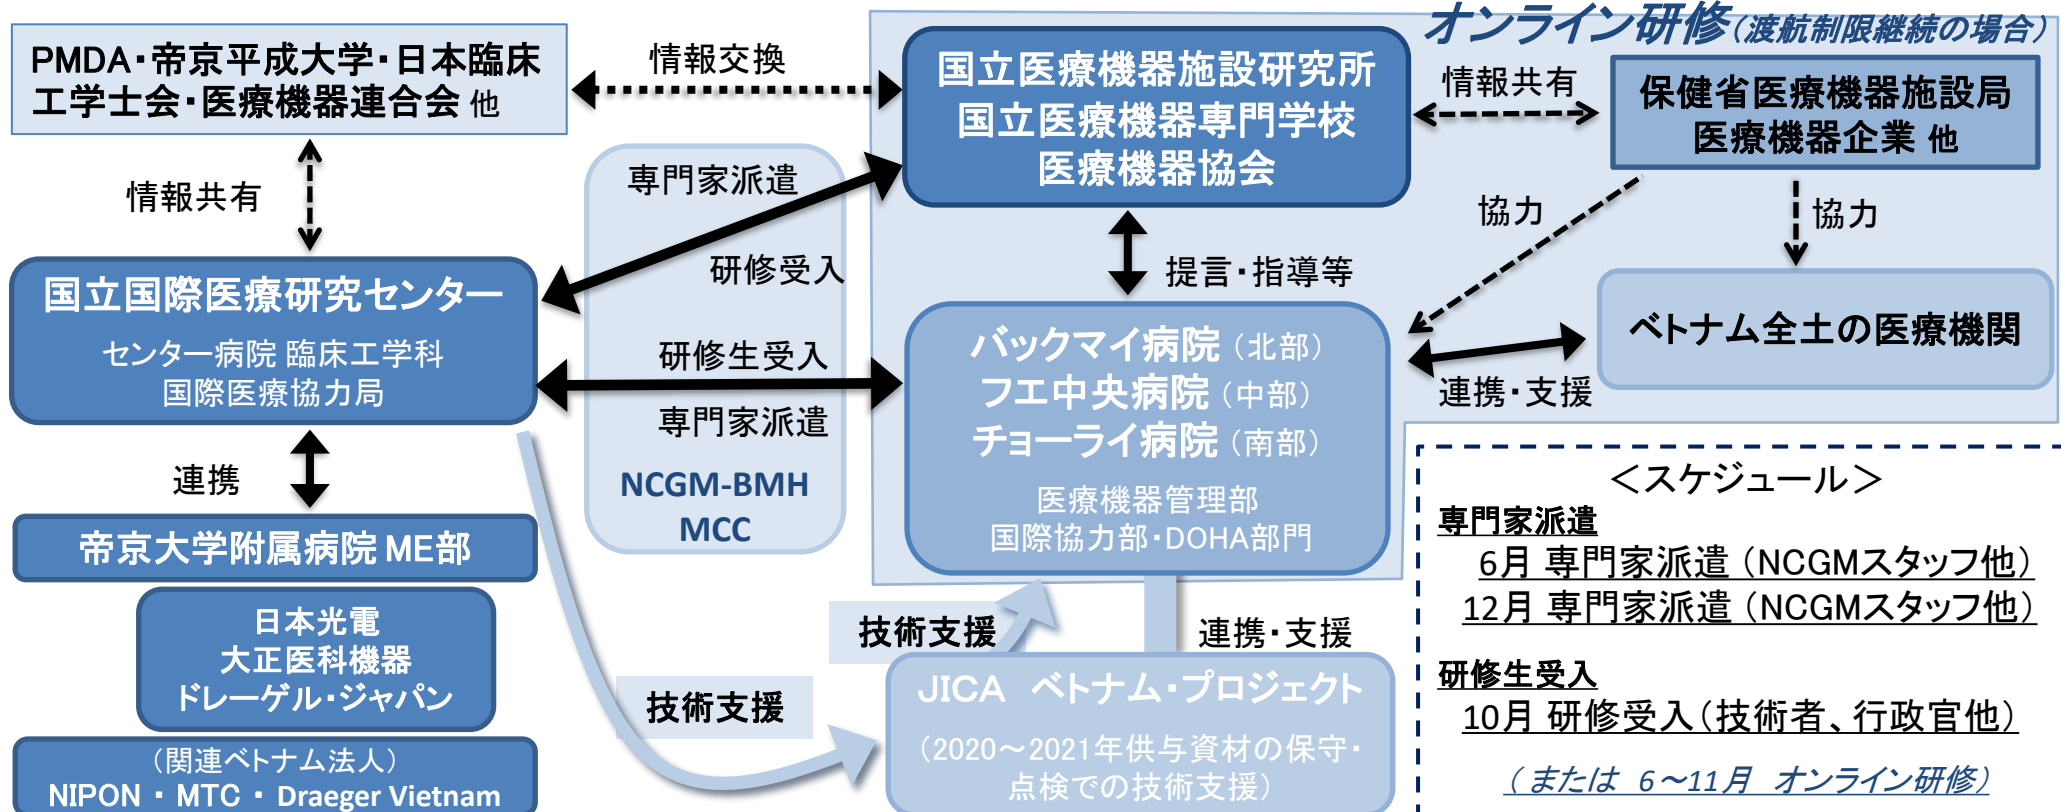 オンライン研修(渡航制限継続の場合)
PMDA・帝京平成大学・日本臨床
工学士会・医療機器連合会 他
情報交換
国立医療機器施設研究所
国立医療機器専門学校
医療機器協会
情報共有
保健省医療機器施設局
医療機器企業 他
情報共有
専門家派遣
研修受入
協力
協力
提言・指導等
国立国際医療研究センター
センター病院 臨床工学科
国際医療協力局
研修生受入
専門家派遣
NCGM-BMH
MCC
バックマイ病院(北部)
フエ中央病院(中部)
チョーライ病院(南部)
医療機器管理部
国際協力部・DOHA部門
ベトナム全土の医療機関
連携・支援
連携
帝京大学附属病院 ME部
日本光電
大正医科機器
ドレーゲル・ジャパン
(関連ベトナム法人)
NIPON ・ MTC ・ Draeger Vietnam
技術支援
技術支援
連携・支援
JICA ベトナム・プロジェクト
(2020~2021年供与資材の保守・
点検での技術支援)
<スケジュール>
専門家派遣
6月 専門家派遣(NCGMスタッフ他)
12月 専門家派遣(NCGMスタッフ他)
研修生受入
10月 研修受入(技術者、行政官他)
(または 6~11月 オンライン研修)